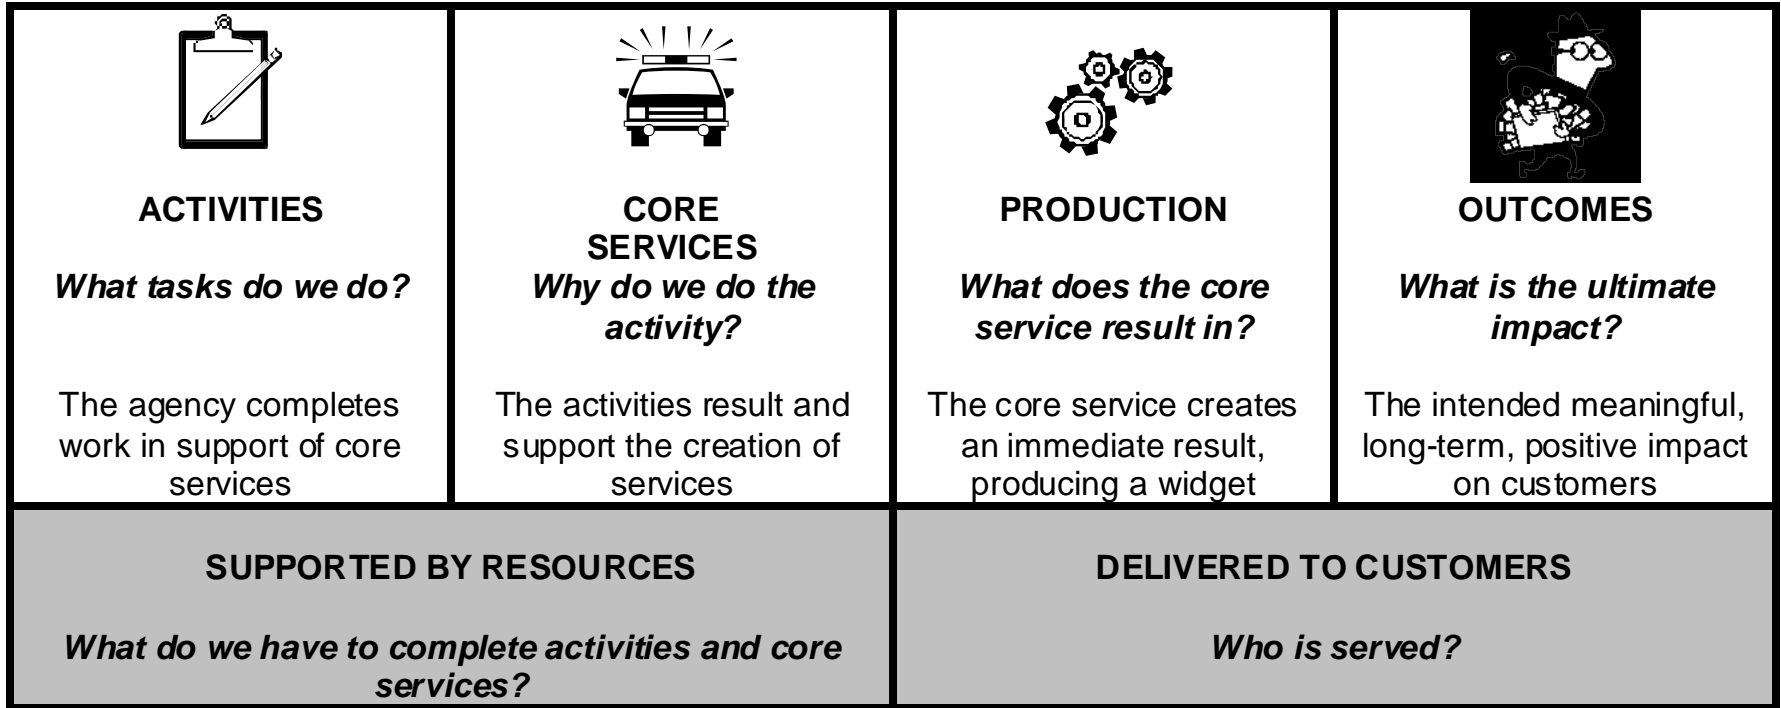 ACTIVITIES
What tasks do we do?
The agency completes
work in support of core
services
CORE
SERVICES
Why do we do the
activity?
The activities result and
support the creation of
services
PRODUCTION
What does the core
service result in?
The core service creates
an immediate result,
producing a widget
OUTCOMES
What is the ultimate
impact?
The intended meaningful,
long-term, positive impact
on customers
SUPPORTED BY RESOURCES
What do we have to complete activities and core
services?
DELIVERED TO CUSTOMERS
Who is served?